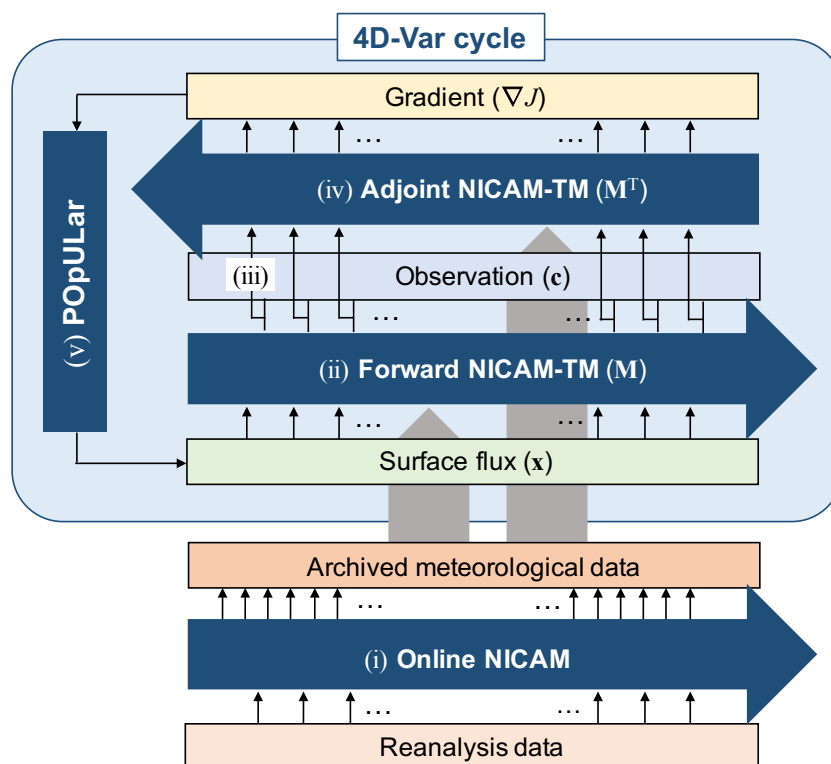 4D-Var cycle
Gradient (∇J)
...
...
(iv) Adjoint NICAM-TM (Mᵀ)
(iii)
Observation (c)
...
...
(v) POpULar
(ii) Forward NICAM-TM (M)
...
...
Surface flux (x)
Archived meteorological data
...
...
(i) Online NICAM
...
...
Reanalysis data